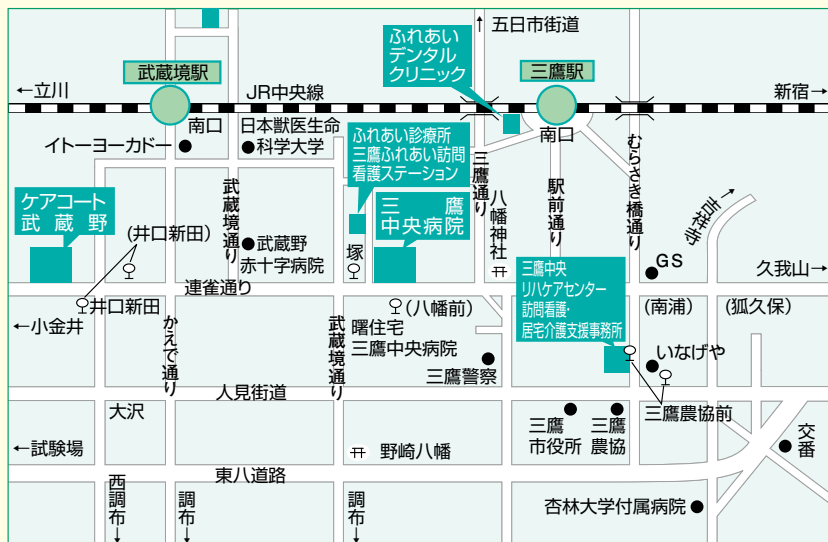 ↑五日市街道
ふれあい
デンタル
クリニック
武蔵境駅
三鷹駅
←立川
JR中央線
新宿→
南口
日本獣医生命
科学大学
南口
イトーヨーカドー
ふれあい診療所
三鷹ふれあい訪問
看護ステーション
三鷹通り
八幡神社
駅前通り
むらさき橋通り
吉祥寺→
武蔵境通り
ケアコート
武蔵野
(井口新田)
三鷹
中央病院
武蔵野
赤十字病院
塚
三鷹中央
リハケアセンター
訪問看護・
居宅介護支援事務所
GS
久我山→
連雀通り
井口新田
(八幡前)
(南浦)
(狐久保)
←小金井
かえで通り
武蔵境通り
曙住宅
三鷹中央病院
いなげや
三鷹警察
人見街道
大沢
三鷹農協前
三鷹
市役所
三鷹
農協
交番
←試験場
野崎八幡
東八道路
西調布→
調布→
調布→
杏林大学付属病院